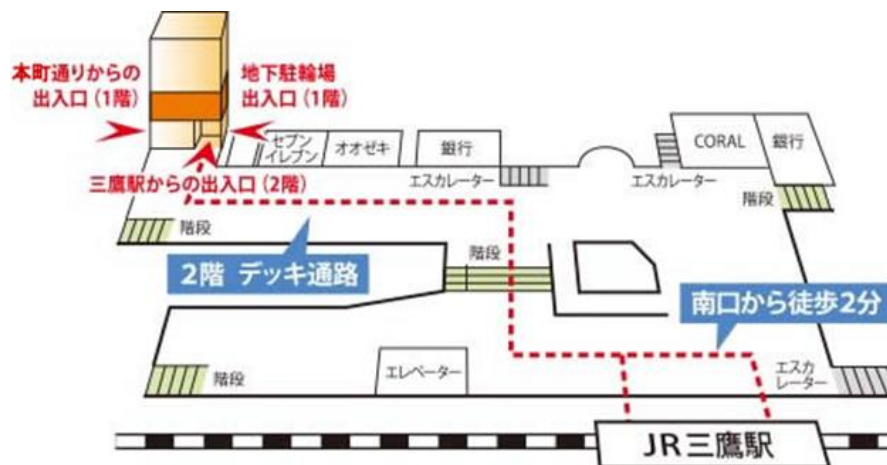 本町通りからの
出入口(1階)
地下駐輪場
出入口(1階)
セブン
イレブン
オオゼキ
銀行
CORAL
銀行
三鷹駅からの出入口(2階)
エスカレーター
エスカレーター
階段
階段
2階 デッキ通路
階段
南口から徒歩2分
階段
エレベーター
エスカ
レーター
JR三鷹駅